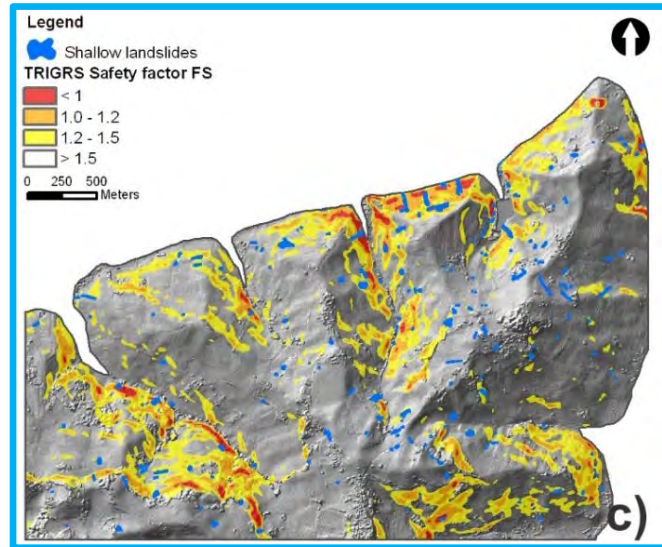 Legend
Shallow landslides
TRIGRS Safety factor FS
< 1
1.0 - 1.2
1.2 - 1.5
> 1.5
0 250 500
Meters
c)